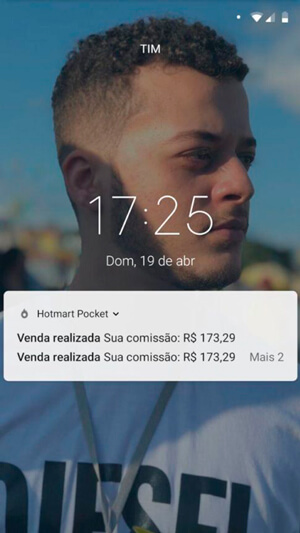 TIM
17:25
Dom, 19 de abr
Hotmart Pocket
Venda realizada Sua comissão: R$ 173,29
Venda realizada Sua comissão: R$ 173,29 Mais 2
DIESEL